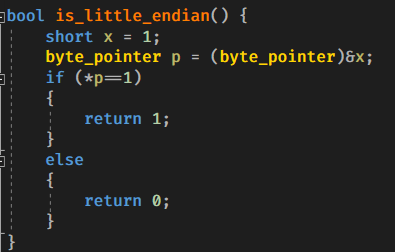 bool is_little_endian() {
short x = 1;
byte_pointer p = (byte_pointer)&x;
if (*p==1)
{
return 1;
}
else
{
return 0;
}
}